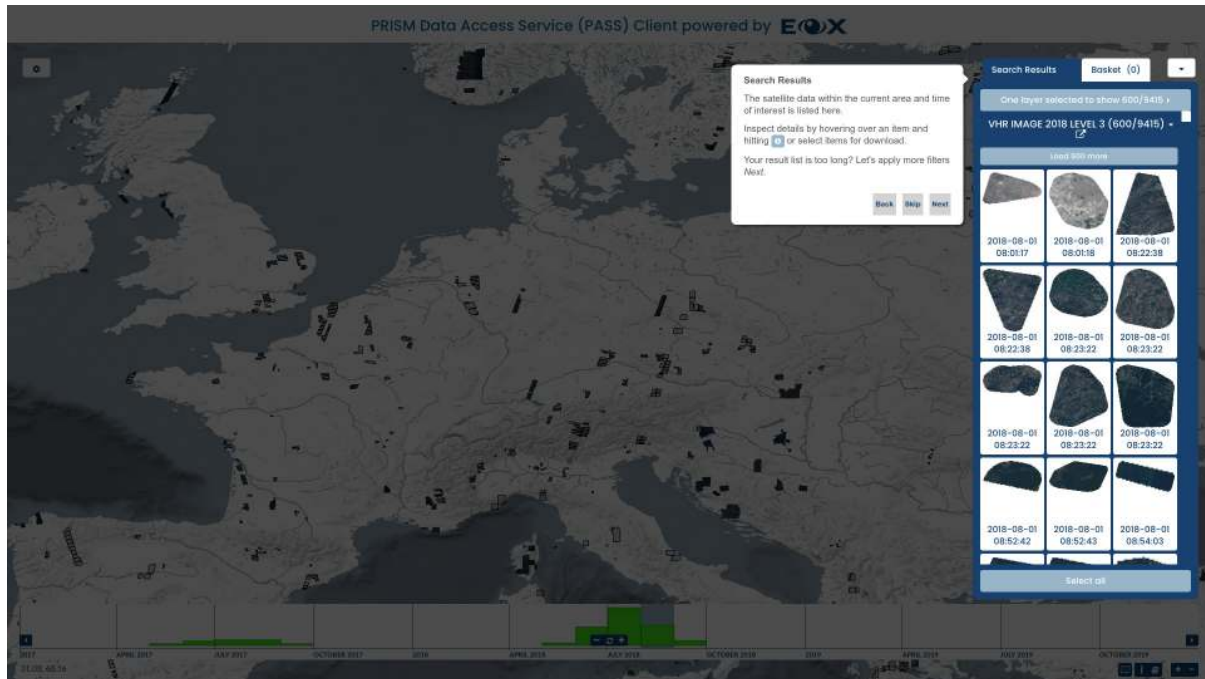 PRISM Data Access Service (PASS) Client powered by EOX
Search Results
The satellite data within the current area and time
of interest is listed here.
Inspect details by hovering over an item and
hitting or select items for download.
Your result list is too long? Let's apply more filters
Next.
Back Skip Next
Search Results Basket (0)
One layer selected to show 600/9415 ›
VHR IMAGE 2018 LEVEL 3 (600/9415)
Load 600 more
2018-08-01 2018-08-01 2018-08-01
08:01:17 08:01:18 08:22:38
2018-08-01 2018-08-01 2018-08-01
08:22:38 08:23:22 08:23:22
2018-08-01 2018-08-01 2018-08-01
08:23:22 08:23:22 08:23:22
2018-08-01 2018-08-01 2018-08-01
08:52:42 08:52:43 08:54:03
Select all
2017 APRIL 2017 JULY 2017 OCTOBER 2017 2018 APRIL 2018 JULY 2018 OCTOBER 2018 2019 APRIL 2019 JULY 2019 OCTOBER 2019